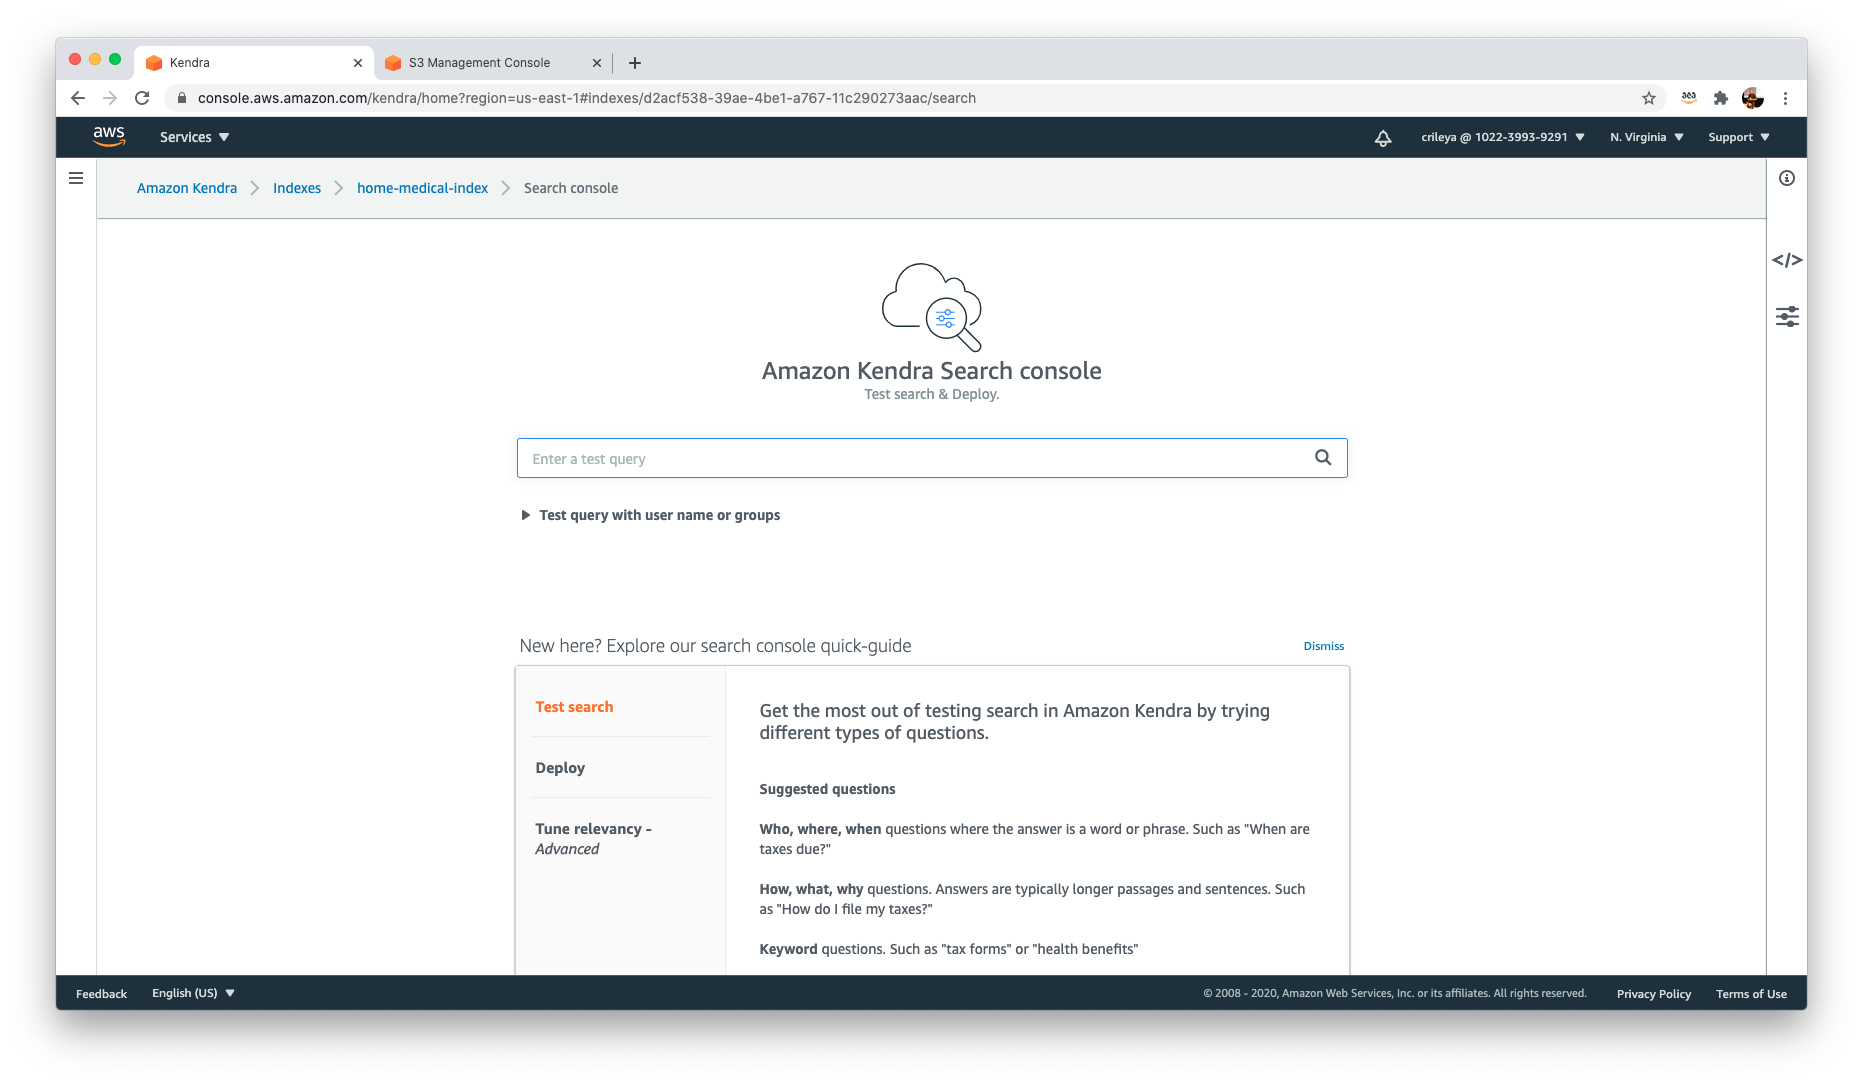 Kendra
S3 Management Console
console.aws.amazon.com/kendra/home?region=us-east-1#indexes/d2acf538-39ae-4be1-a767-11c290273aac/search
aws
Services
crileya @ 1022-3993-9291
N. Virginia
Support
Amazon Kendra
Indexes
home-medical-index
Search console
</>
Amazon Kendra Search console
Test search & Deploy.
Enter a test query
Test query with user name or groups
New here? Explore our search console quick-guide
Dismiss
Test search
Deploy
Tune relevancy -
Advanced
Get the most out of testing search in Amazon Kendra by trying
different types of questions.
Suggested questions
Who, where, when questions where the answer is a word or phrase. Such as "When are
taxes due?"
How, what, why questions. Answers are typically longer passages and sentences. Such
as "How do I file my taxes?"
Keyword questions. Such as "tax forms" or "health benefits"
Feedback
English (US)
© 2008 - 2020, Amazon Web Services, Inc. or its affiliates. All rights reserved.
Privacy Policy
Terms of Use